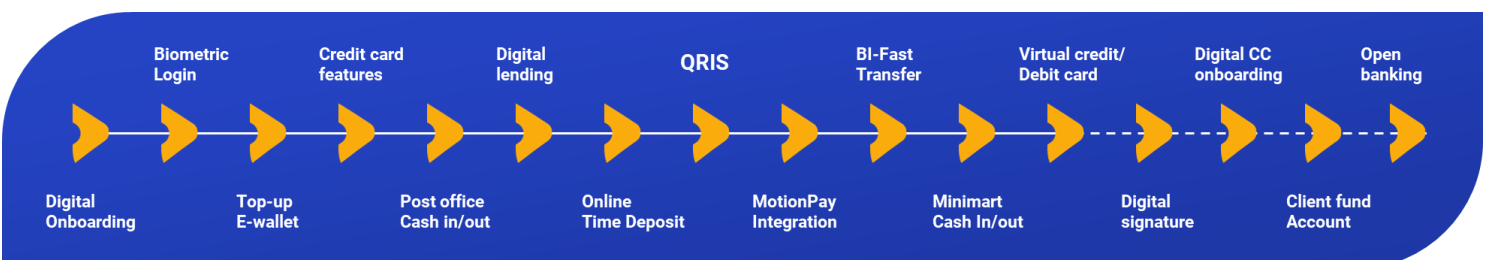 Biometric
Login
Credit card
features
Digital
lending
QRIS
BI-Fast
Transfer
Virtual credit/
Debit card
Digital CC
onboarding
Open
banking
Digital
Onboarding
Top-up
E-wallet
Post office
Cash in/out
Online
Time Deposit
MotionPay
Integration
Minimart
Cash In/out
Digital
signature
Client fund
Account